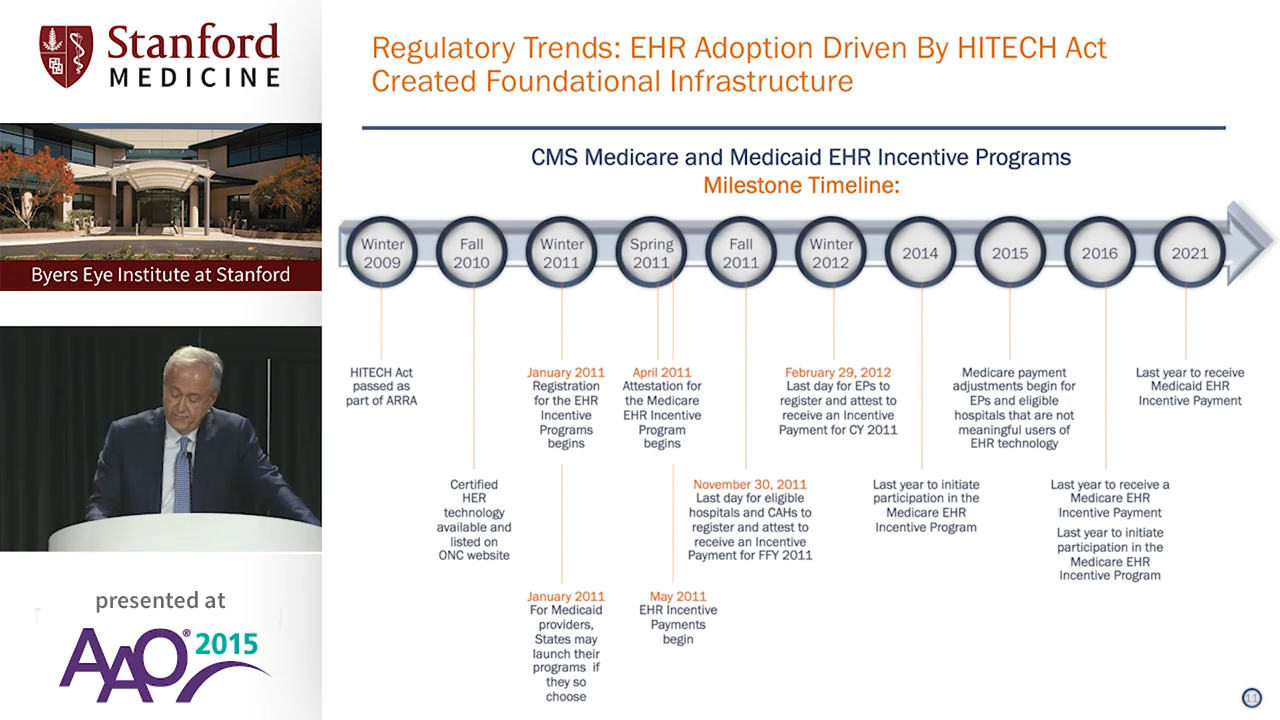 Stanford
MEDICINE
Byers Eye Institute at Stanford
presented at
AAO® 2015
Regulatory Trends: EHR Adoption Driven By HITECH Act
Created Foundational Infrastructure
CMS Medicare and Medicaid EHR Incentive Programs
Milestone Timeline:
Winter
2009
Fall
2010
Winter
2011
Spring
2011
Fall
2011
Winter
2012
2014
2015
2016
2021
HITECH Act
passed as
part of ARRA
Certified
HER
technology
available and
listed on
ONC website
January 2011
Registration
for the EHR
Incentive
Programs
begins
January 2011
For Medicaid
providers,
States may
launch their
programs if
they so
choose
April 2011
Attestation for
the Medicare
EHR Incentive
Program
begins
May 2011
EHR Incentive
Payments
begin
November 30, 2011
Last day for eligible
hospitals and CAHs to
register and attest to
receive an Incentive
Payment for FFY 2011
February 29, 2012
Last day for EPs to
register and attest to
receive an Incentive
Payment for CY 2011
Last year to initiate
participation in the
Medicare EHR
Incentive Program
Medicare payment
adjustments begin for
EPs and eligible
hospitals that are not
meaningful users of
EHR technology
Last year to receive a
Medicare EHR
Incentive Payment
Last year to initiate
participation in the
Medicare EHR
Incentive Program
Last year to receive
Medicaid EHR
Incentive Payment
11